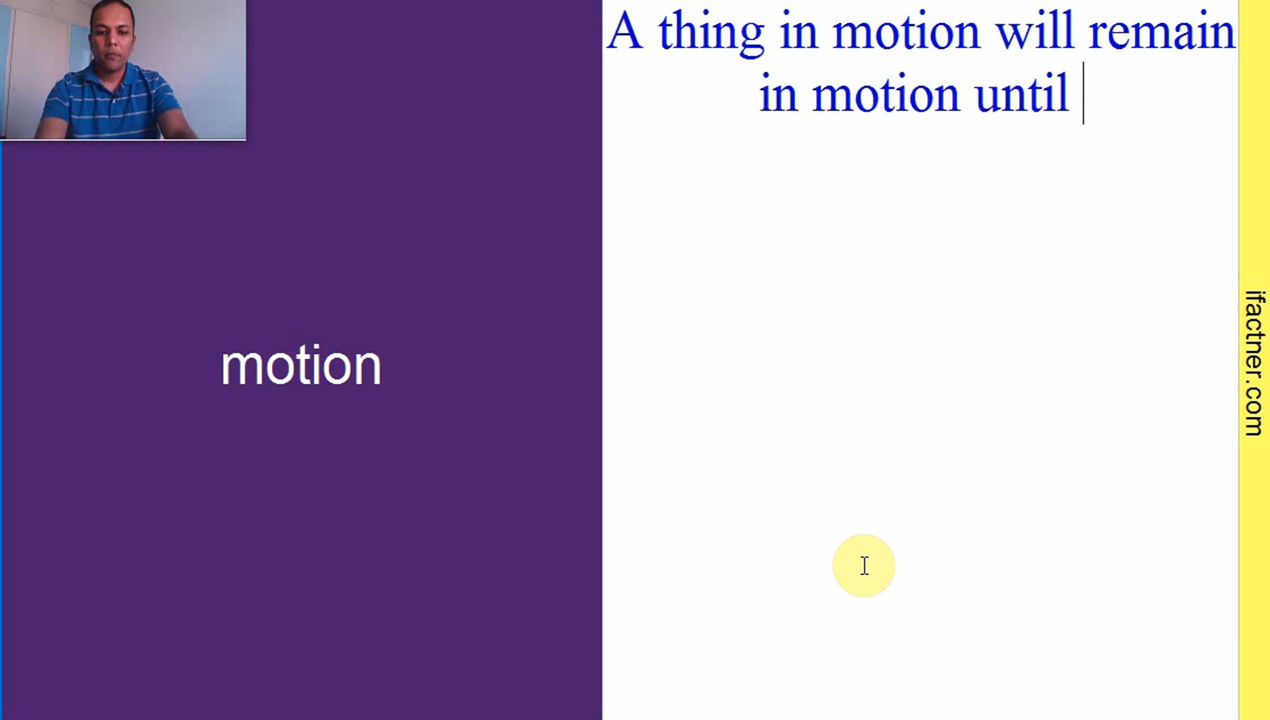 A thing in motion will remain
in motion until
motion
ifactner.com